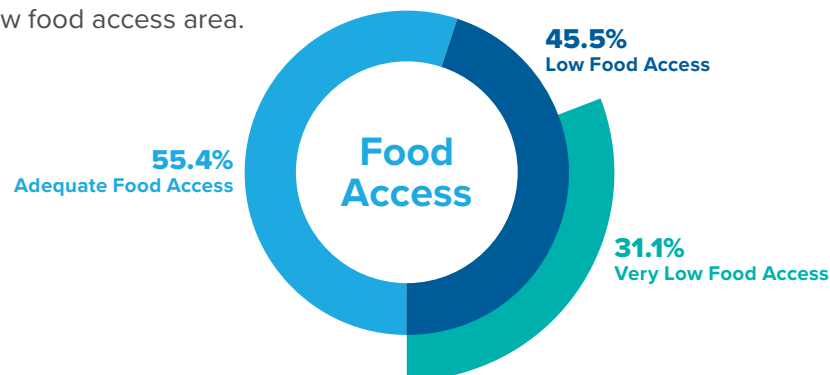 food access area.
45.5%
Low Food Access
55.4%
Adequate Food Access
Food
Access
31.1%
Very Low Food Access